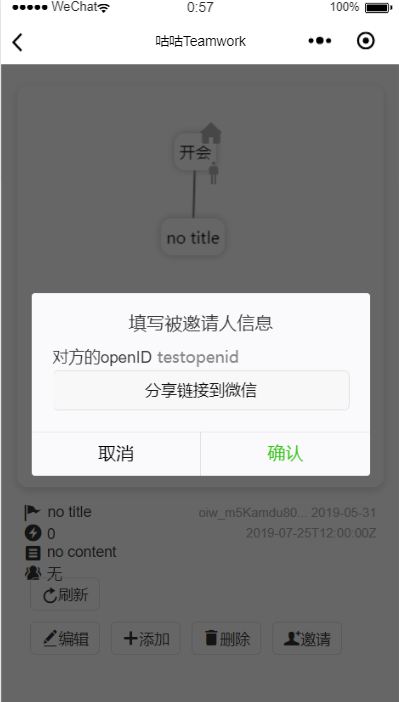 WeChat 0:57 100%
咕咕Teamwork
开会
no title
填写被邀请人信息
对方的openID testopenid
分享链接到微信
取消 确认
no title oiw_m5Kamdu80... 2019-05-31
0 2019-07-25T12:00:00Z
no content
无
刷新
编辑 添加 删除 邀请